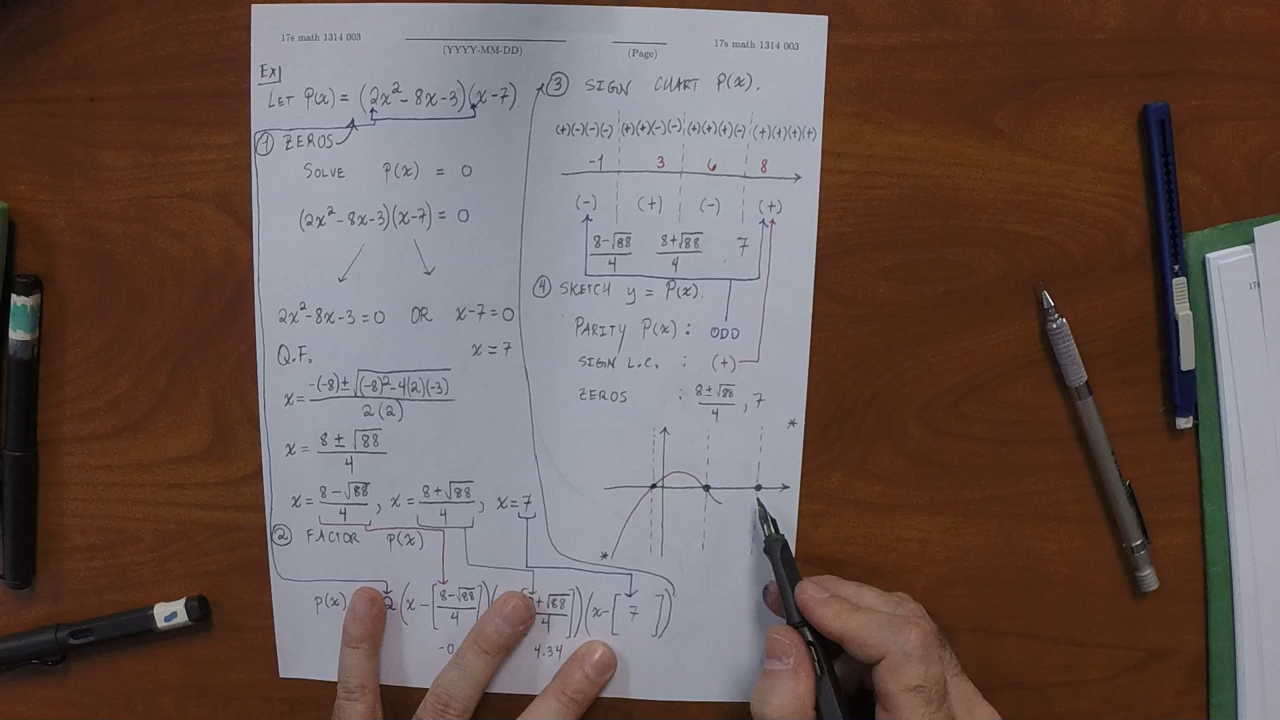 17s math 1314 003
(YYYY-MM-DD)
(Page)
17s math 1314 003
Ex|
LET P(x) = (2x²-8x-3)(x-7)
① ZEROS
SOLVE P(x) = 0
(2x²-8x-3)(x-7) = 0
2x²-8x-3=0 OR x-7=0
Q.F. x=7
x = -(-8)±√((-8)²-4(2)(-3)) / 2(2)
x = 8 ± √88 / 4
x = 8-√88 / 4 , x = 8+√88 / 4 , x=7
② FACTOR P(x)
P(x) 2 (x-[8-√88 / 4])( +√88 / 4])(x-[7])
-0 4.34
③ SIGN CHART P(x).
(+)(-)(-)(-) (+)(+)(-)(-) (+)(+)(+)(-) (+)(+)(+)(+)
-1 3 6 8
(-) (+) (-) (+)
8-√88 / 4 8+√88 / 4 7
④ SKETCH y = P(x).
PARITY P(x) : ODD
SIGN L.C. : (+)
ZEROS : 8±√88 / 4 , 7
*
*